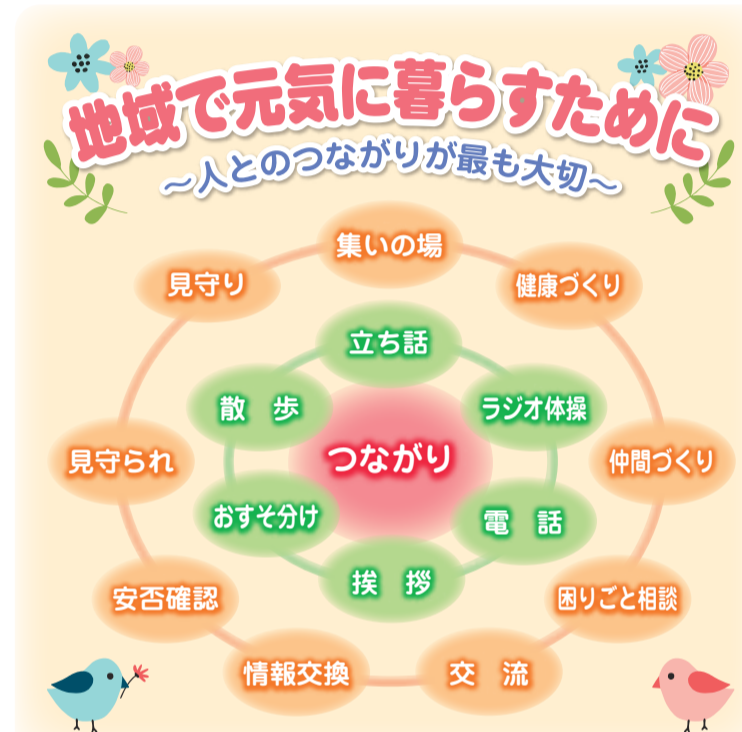 地域で元気に暮らすために
～人とのつながりが最も大切～
集いの場
見守り
健康づくり
立ち話
散　歩
ラジオ体操
つながり
見守られ
仲間づくり
おすそ分け
電　話
挨　拶
安否確認
困りごと相談
情報交換
交　流